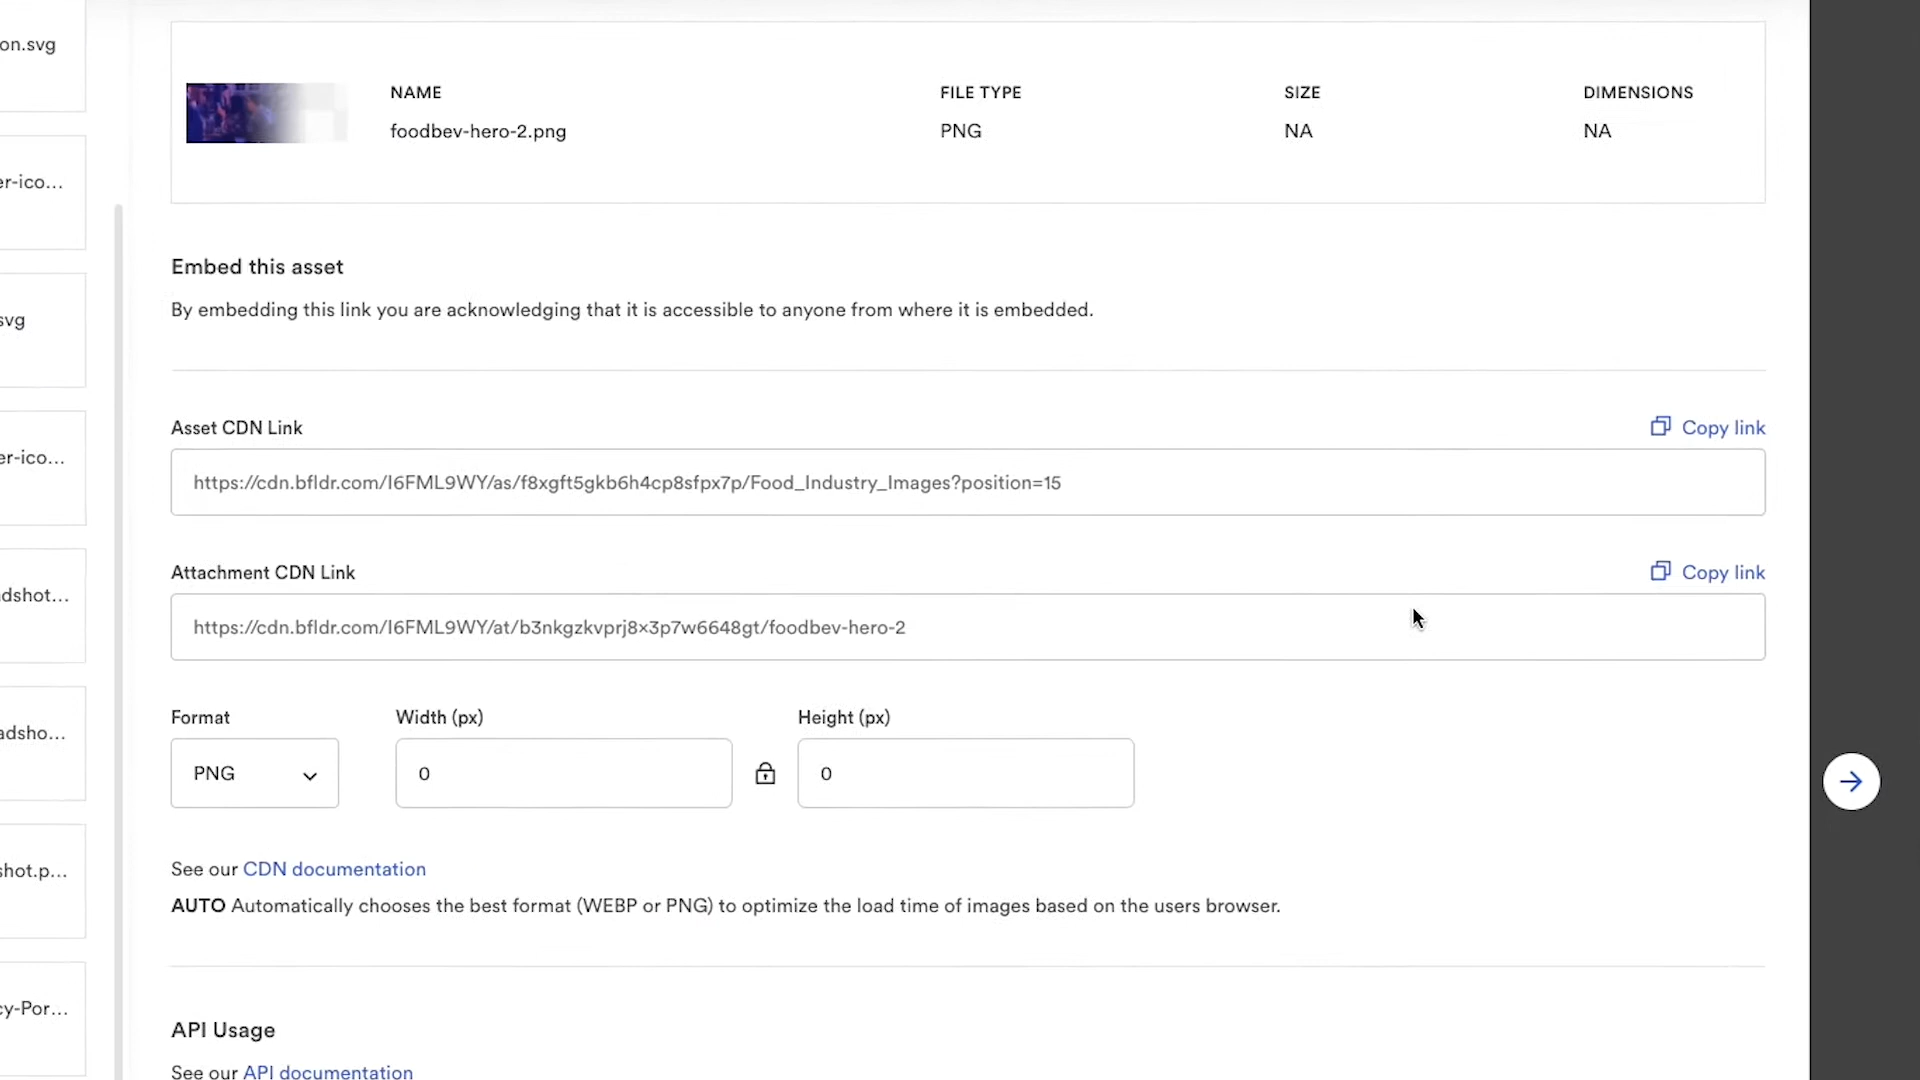 on.svg
er-ico...
svg
er-ico...
dshot...
adsho...
shot.p...
cy-Por...
NAME
foodbev-hero-2.png
FILE TYPE
PNG
SIZE
NA
DIMENSIONS
NA
Embed this asset
By embedding this link you are acknowledging that it is accessible to anyone from where it is embedded.
Asset CDN Link
Copy link
https://cdn.bfldr.com/I6FML9WY/as/f8xgft5gkb6h4cp8sfpx7p/Food_Industry_Images?position=15
Attachment CDN Link
Copy link
https://cdn.bfldr.com/I6FML9WY/at/b3nkgzkvprj8x3p7w6648gt/foodbev-hero-2
Format
PNG
Width (px)
0
Height (px)
0
See our CDN documentation
AUTO Automatically chooses the best format (WEBP or PNG) to optimize the load time of images based on the users browser.
API Usage
See our API documentation